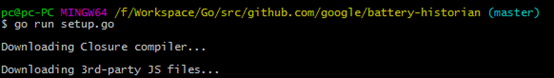 pc@pc-PC MINGW64 /f/Workspace/Go/src/github.com/google/battery-historian (master)
$ go run setup.go
Downloading Closure compiler...
Downloading 3rd-party JS files...